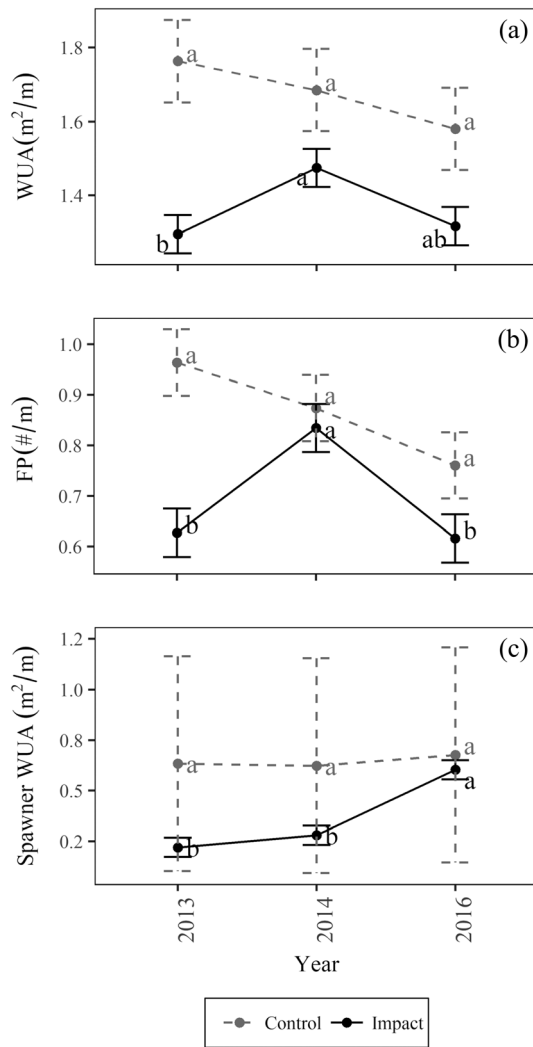 (a)
WUA(m²/m)
1.8
1.6
1.4
a
a
a
b
a
ab
(b)
FP(#/m)
1.0
0.9
0.8
0.7
0.6
a
a
a
b
a
b
(c)
Spawner WUA (m²/m)
1.2
1.0
0.8
0.5
0.2
a
a
a
b
b
a
2013
2014
2016
Year
Control
Impact